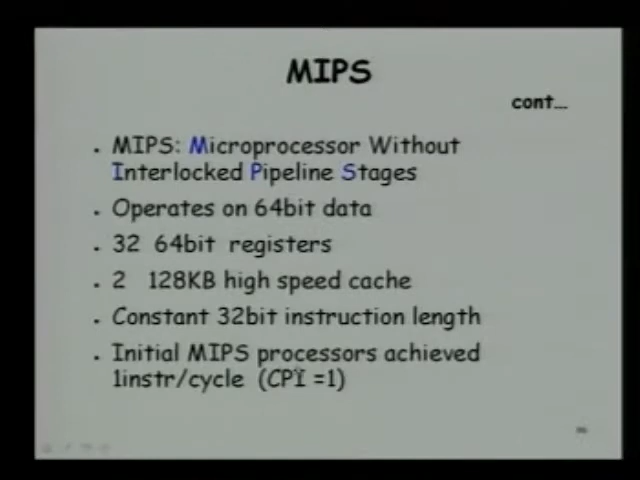 MIPS
cont...
• MIPS: Microprocessor Without
Interlocked Pipeline Stages
• Operates on 64bit data
• 32 64bit registers
• 2 128KB high speed cache
• Constant 32bit instruction length
• Initial MIPS processors achieved
1instr/cycle (CPI =1)